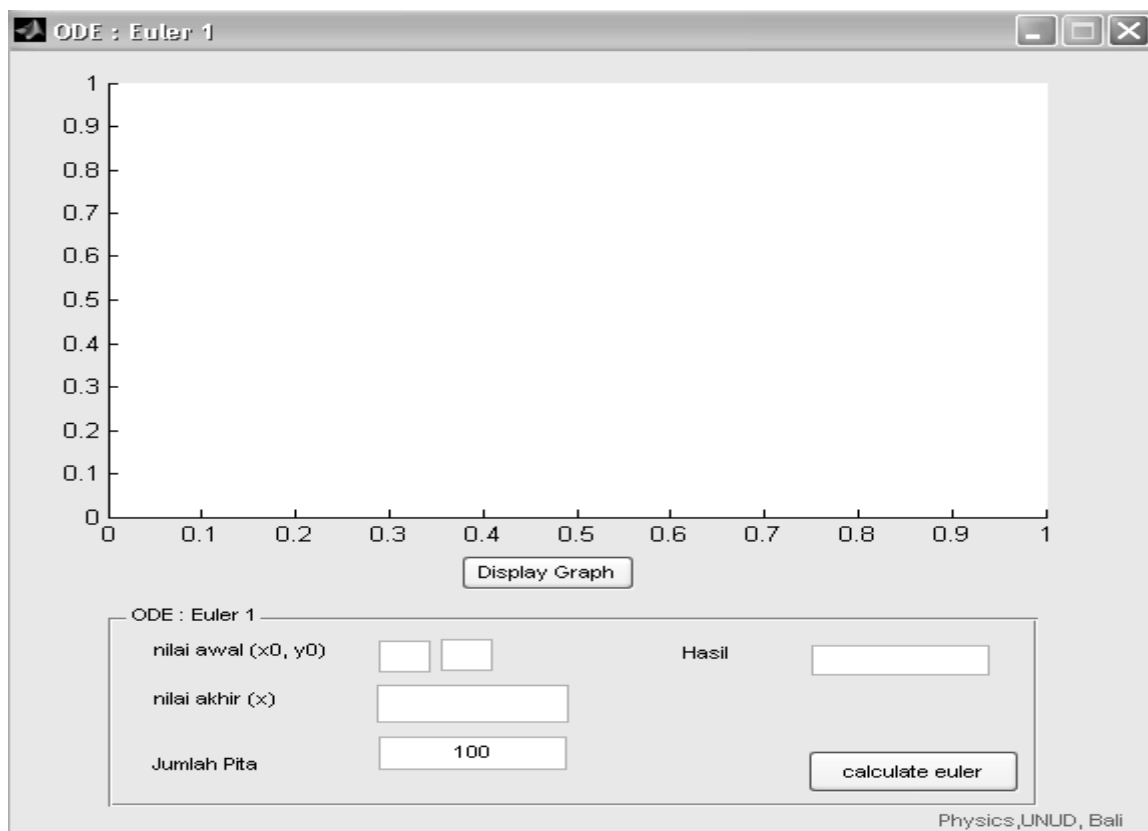 ODE : Euler 1
1
0.9
0.8
0.7
0.6
0.5
0.4
0.3
0.2
0.1
0
0 0.1 0.2 0.3 0.4 0.5 0.6 0.7 0.8 0.9 1
Display Graph
ODE : Euler 1
nilai awal (x0, y0) Hasil
nilai akhir (x)
Jumlah Pita 100
calculate euler
Physics,UNUD, Bali